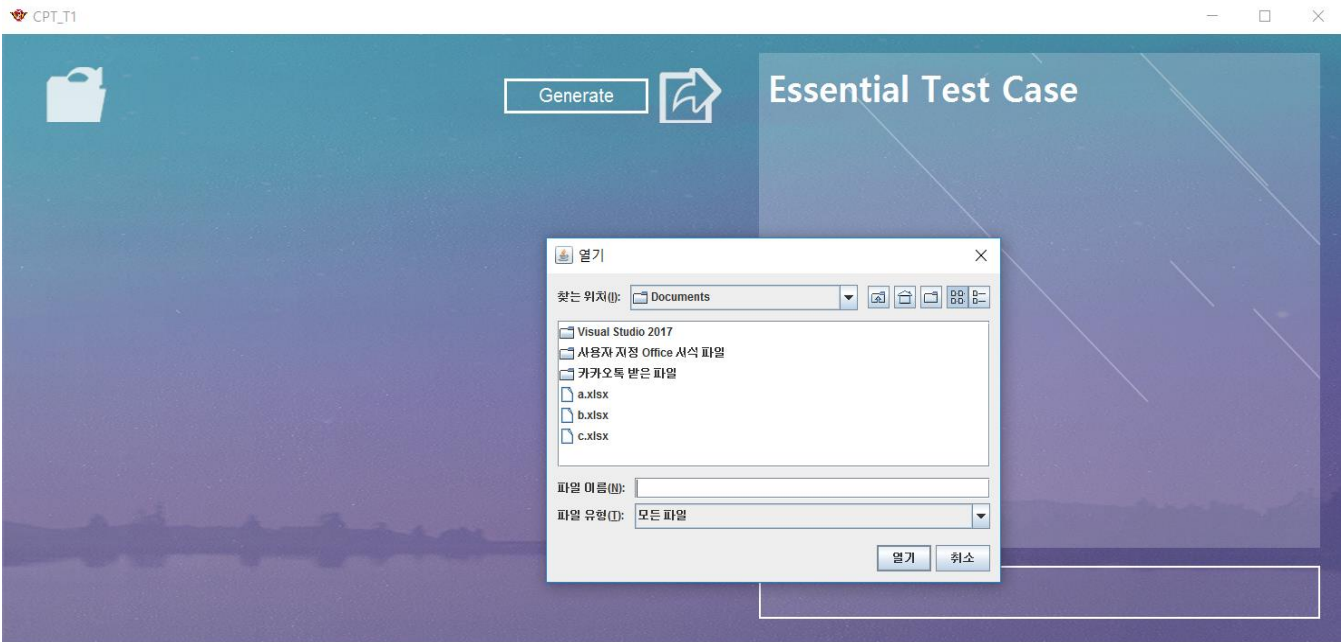 CPT_T1
Generate
Essential Test Case
열기
찾는 위치(I): Documents
Visual Studio 2017
사용자 지정 Office 서식 파일
카카오톡 받은 파일
a.xlsx
b.xlsx
c.xlsx
파일 이름(N):
파일 유형(T): 모든 파일
열기 취소